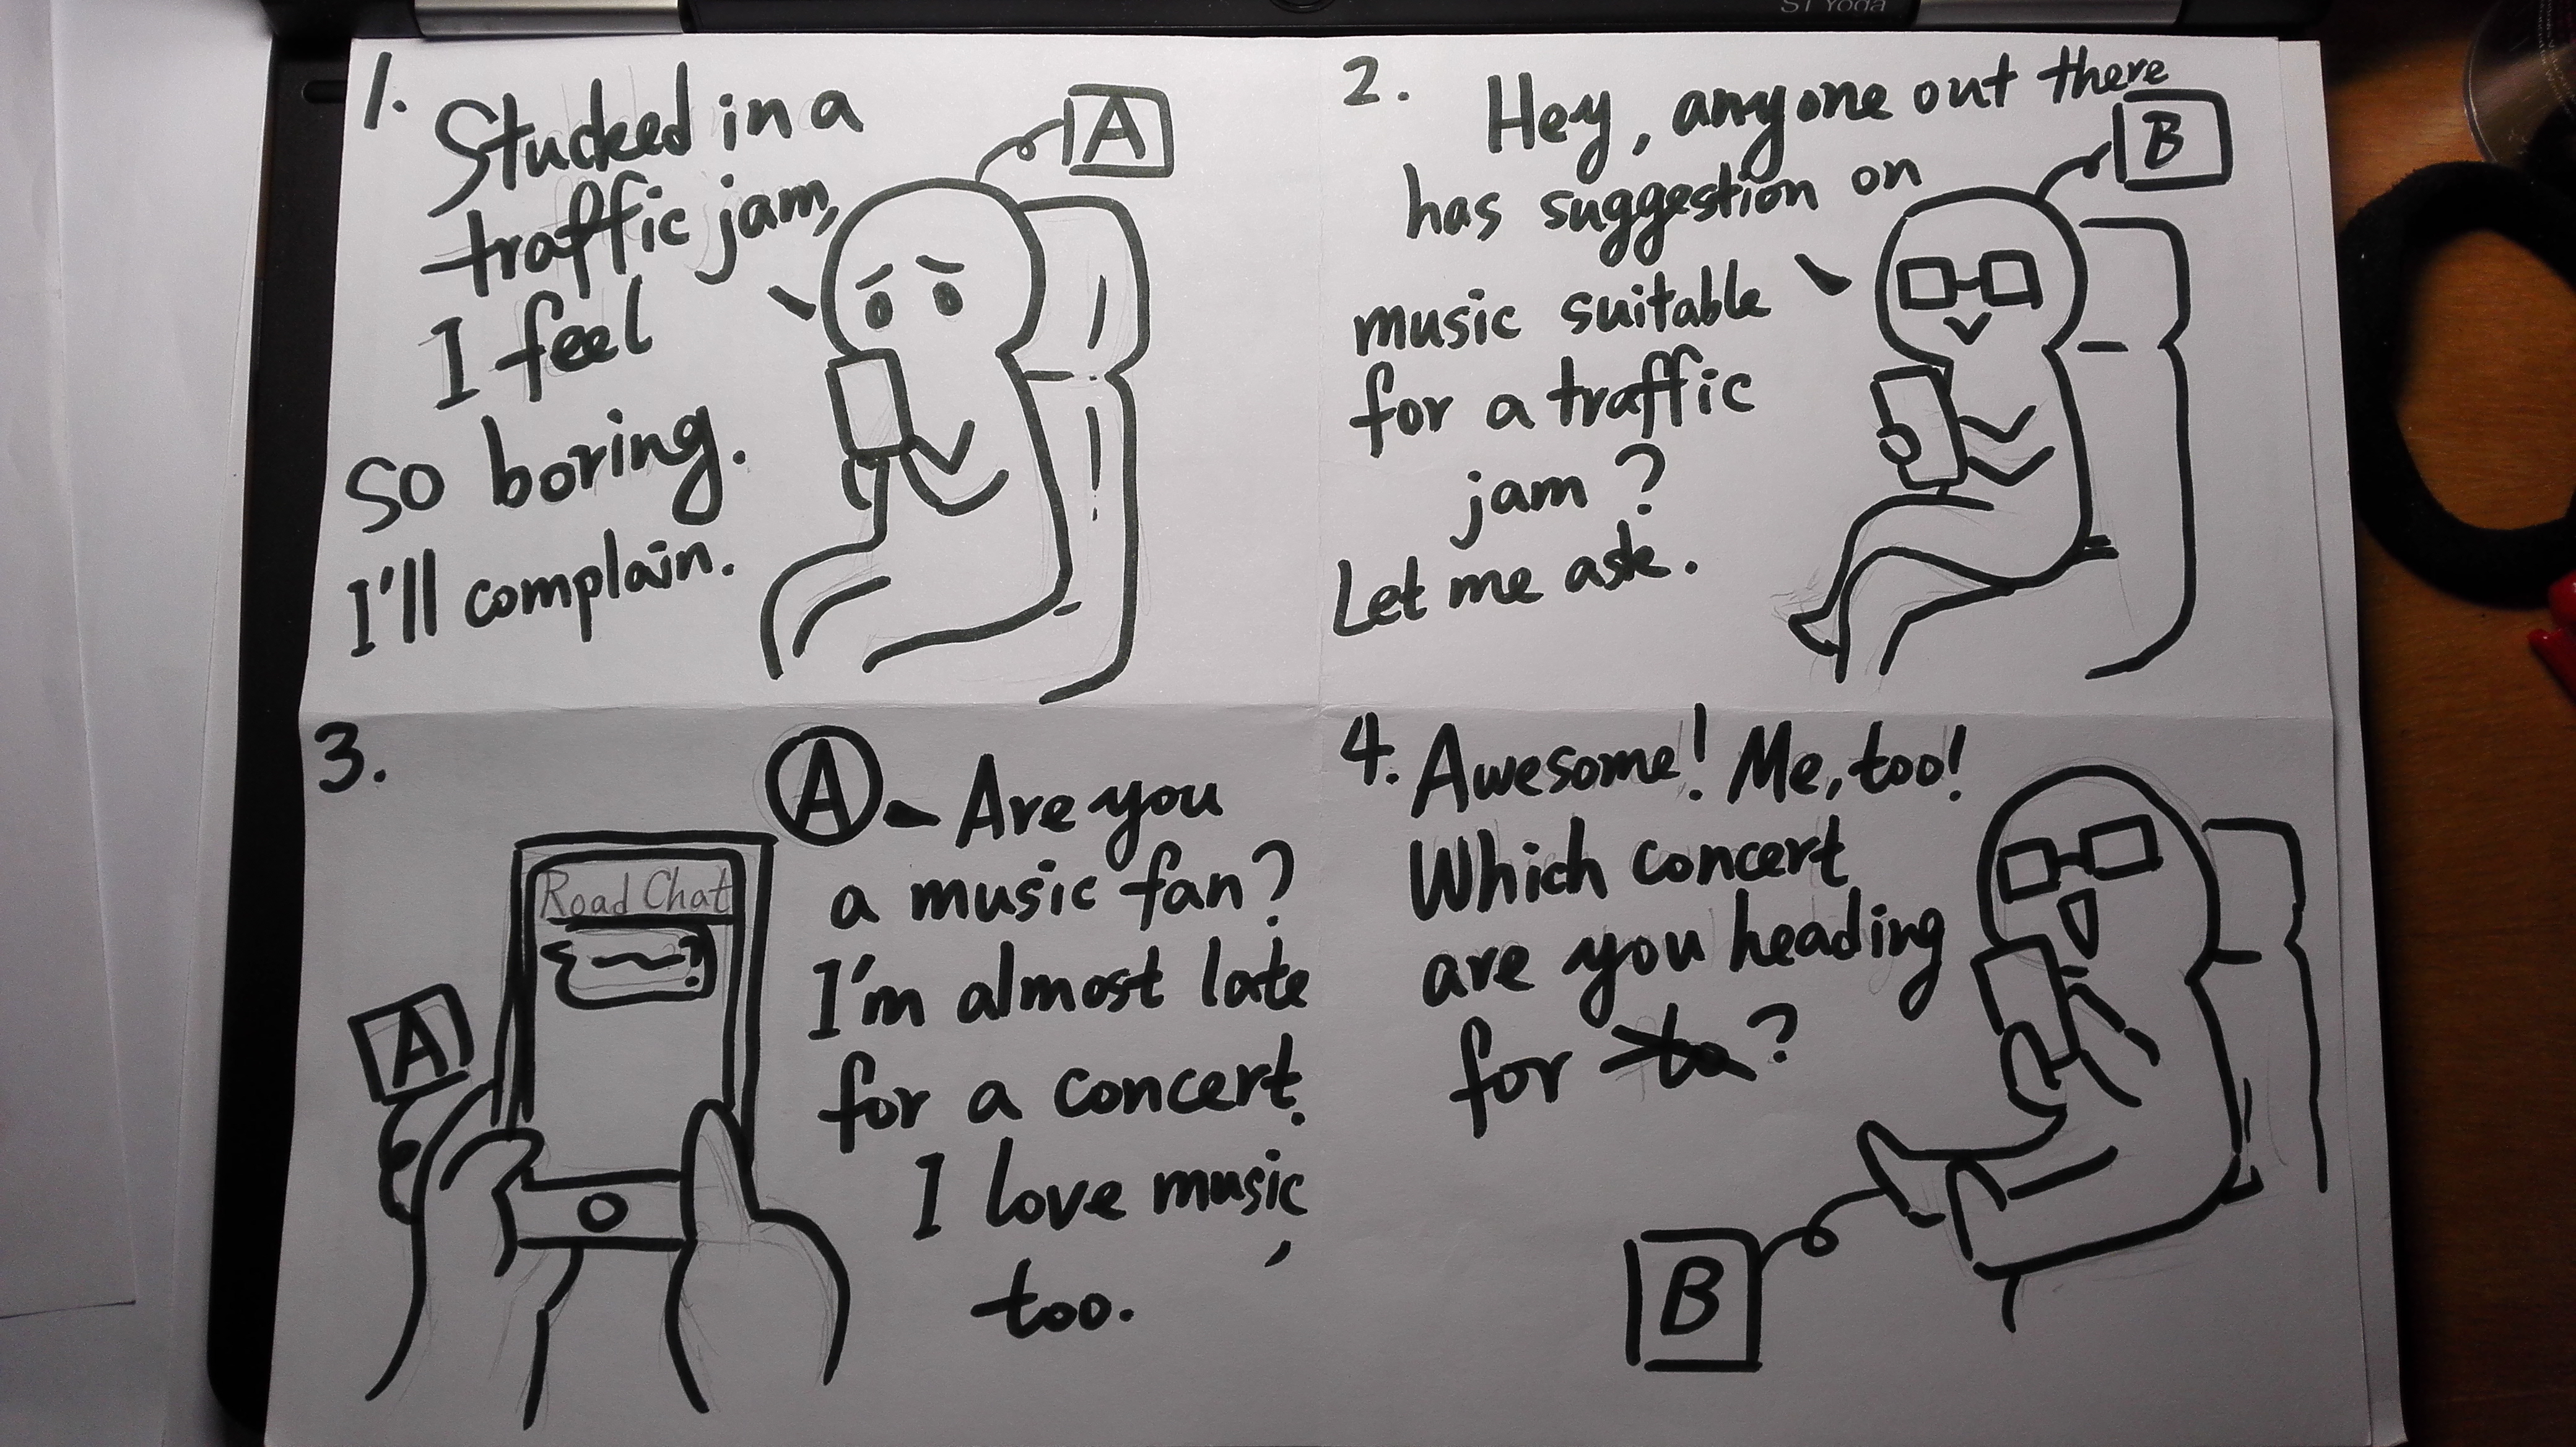 S1 Yoga
1.
Stucked in a
traffic jam,
I feel
so boring.
I'll complain.
A
2.
Hey, anyone out there
has suggestion on
music suitable
for a traffic
jam?
Let me ask.
B
3.
A
Are you
a music fan?
I'm almost late
for a concert.
I love music,
too.
Road Chat
?
A
4.
Awesome! Me, too!
Which concert
are you heading
for to?
B